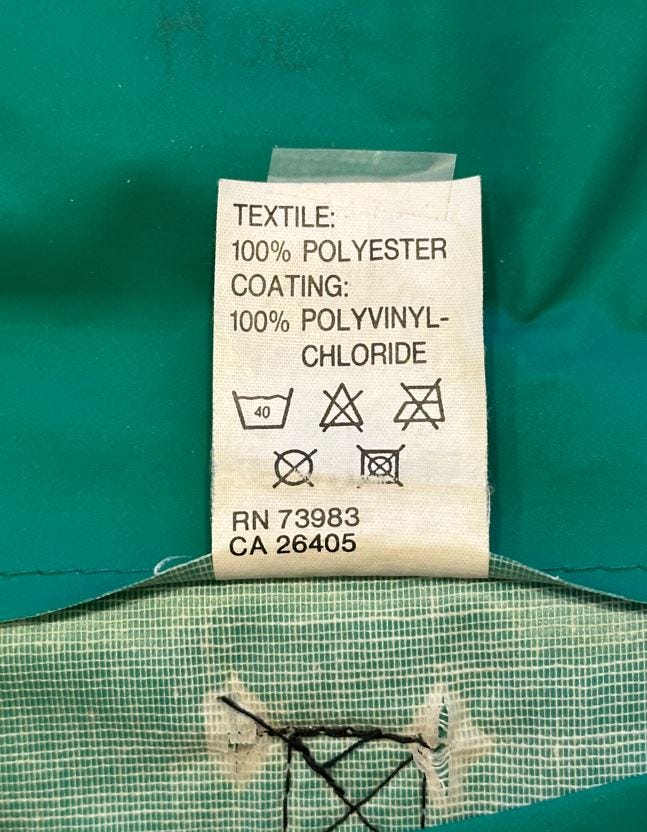 TEXTILE:
100% POLYESTER
COATING:
100% POLYVINYL-
CHLORIDE
40
RN 73983
CA 26405